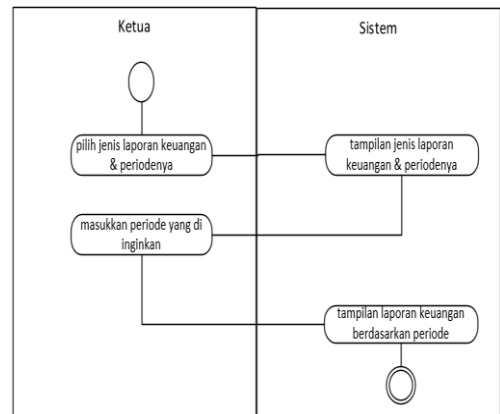 Ketua
Sistem
pilih jenis laporan keuangan
& periodenya
tampilan jenis laporan
keuangan & periodenya
masukkan periode yang di
inginkan
tampilan laporan keuangan
berdasarkan periode